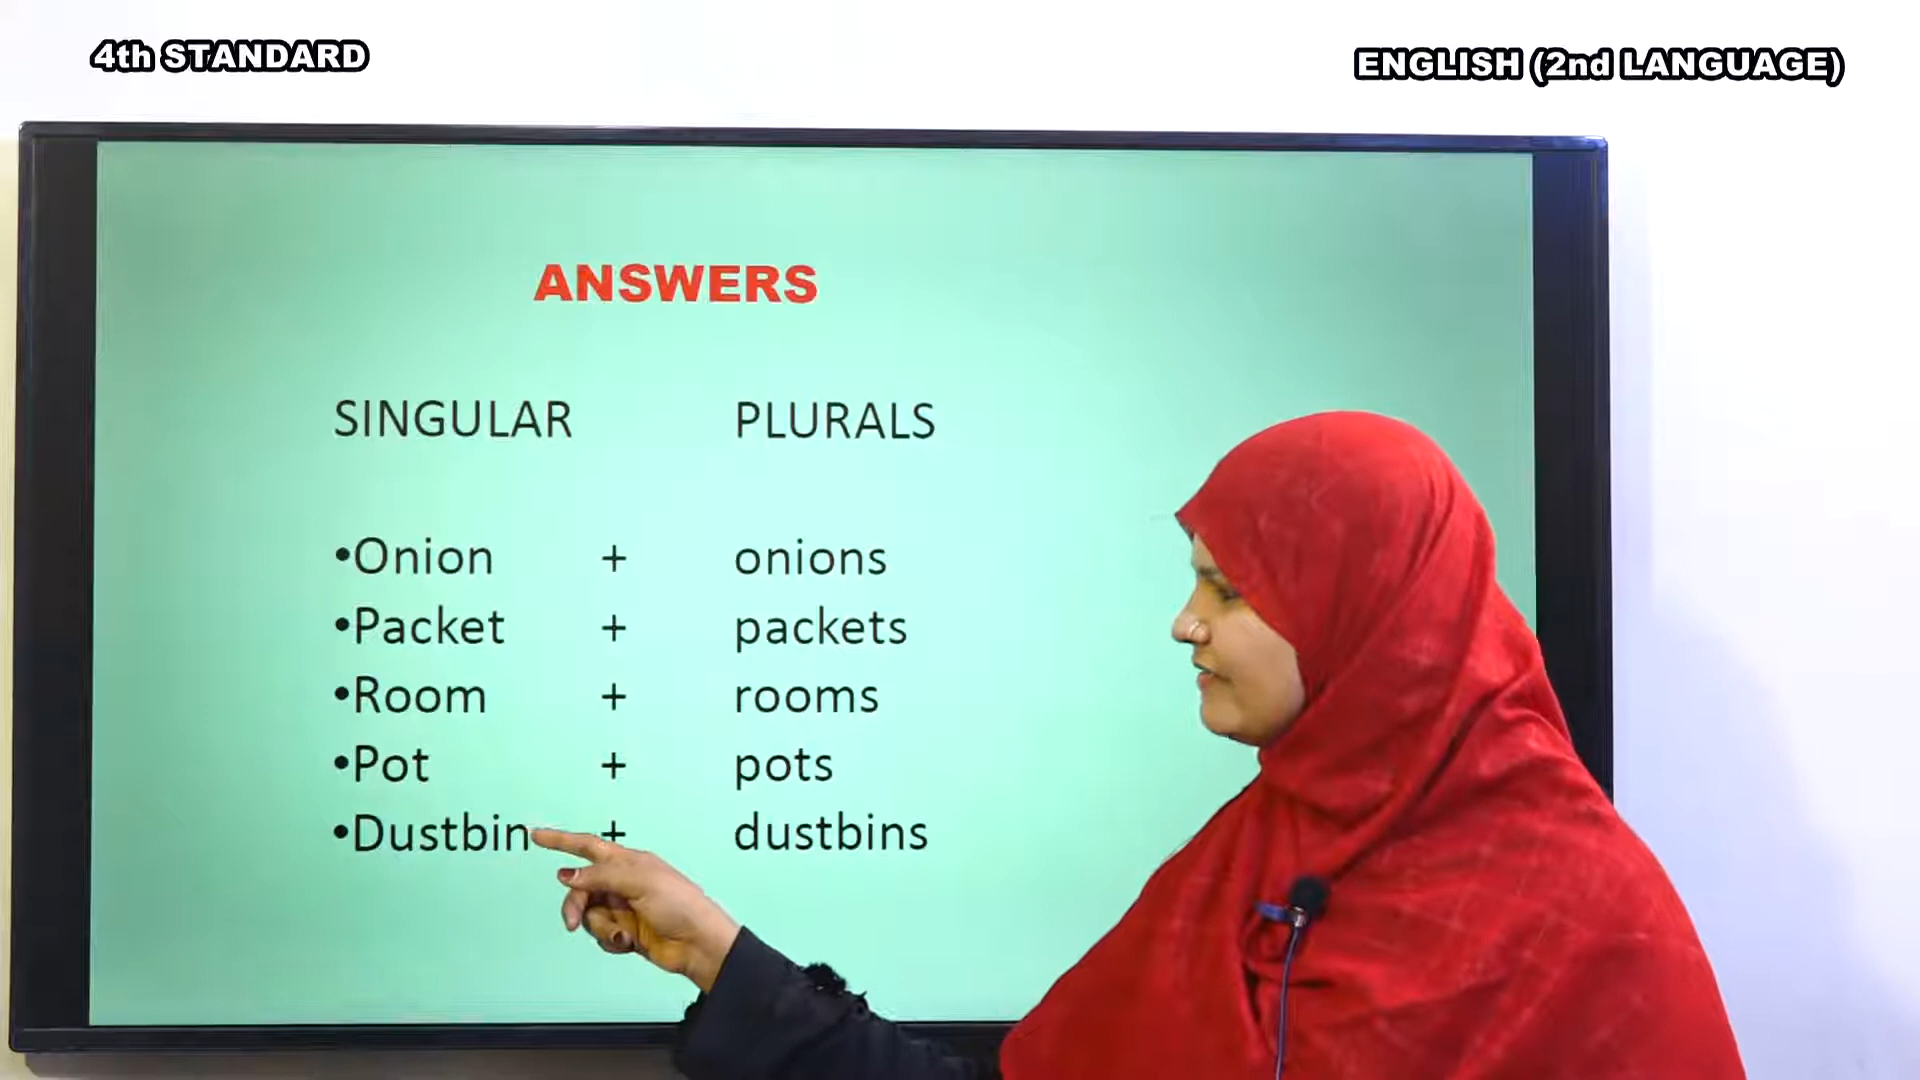 4th STANDARD
ENGLISH (2nd LANGUAGE)
ANSWERS
SINGULAR PLURALS
•Onion + onions
•Packet + packets
•Room + rooms
•Pot + pots
•Dustbin + dustbins